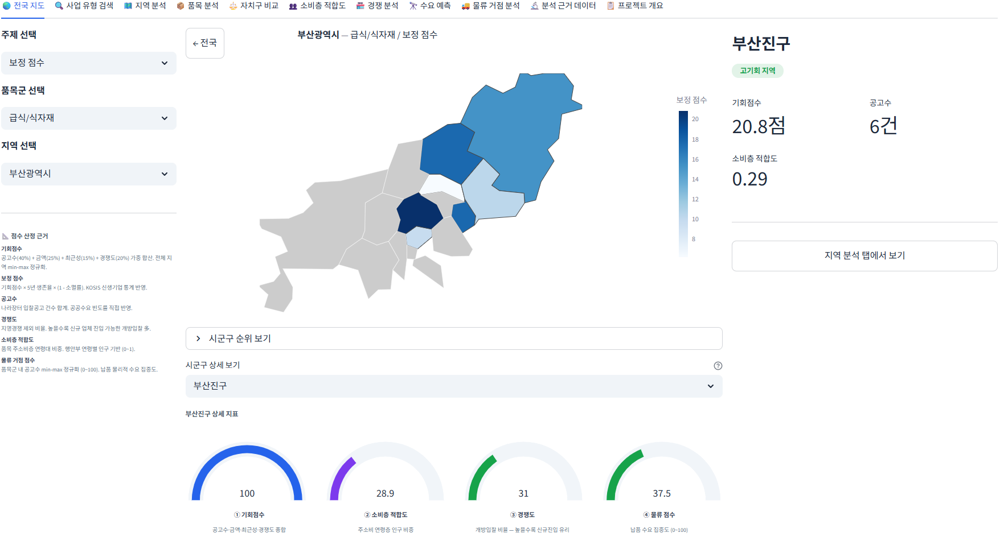 전국 지도 사업 유형 검색 지역 분석 품목 분석 자치구 비교 소비층 적합도 경쟁 분석 수요 예측 물류 거점 분석 분석 근거 데이터 프로젝트 개요
주제 선택
보정 점수
품목군 선택
급식/식자재
지역 선택
부산광역시
점수 산정 근거
기회점수
공고수(40%) + 금액(25%) + 최근성(15%) + 경쟁도(20%) 가중 합산. 전체 지
역 min-max 정규화.
보정 점수
기회점수 × 5년 생존율 × (1 - 소멸률). KOSIS 신생기업 통계 반영.
공고수
나라장터 입찰공고 건수 합계. 공공수요 빈도를 직접 반영.
경쟁도
지명경쟁 제외 비율. 높을수록 신규 업체 진입 가능한 개방입찰 多.
소비층 적합도
품목 주소비층 연령대 비중. 행안부 연령별 인구 기반 (0~1).
물류 거점 점수
품목군 내 공고수 min-max 정규화 (0~100). 납품 물리적 수요 집중도.
← 전국
부산광역시 — 급식/식자재 / 보정 점수
보정 점수
20
18
16
14
12
10
8
시군구 순위 보기
시군구 상세 보기
부산진구
부산진구 상세 지표
100
① 기회점수
공고수·금액·최근성·경쟁도 종합
28.9
② 소비층 적합도
주소비 연령층 인구 비중
31
③ 경쟁도
개방입찰 비율 — 높을수록 신규진입 유리
37.5
④ 물류 점수
납품 수요 집중도 (0~100)
부산진구
고기회 지역
기회점수
20.8점
공고수
6건
소비층 적합도
0.29
지역 분석 탭에서 보기